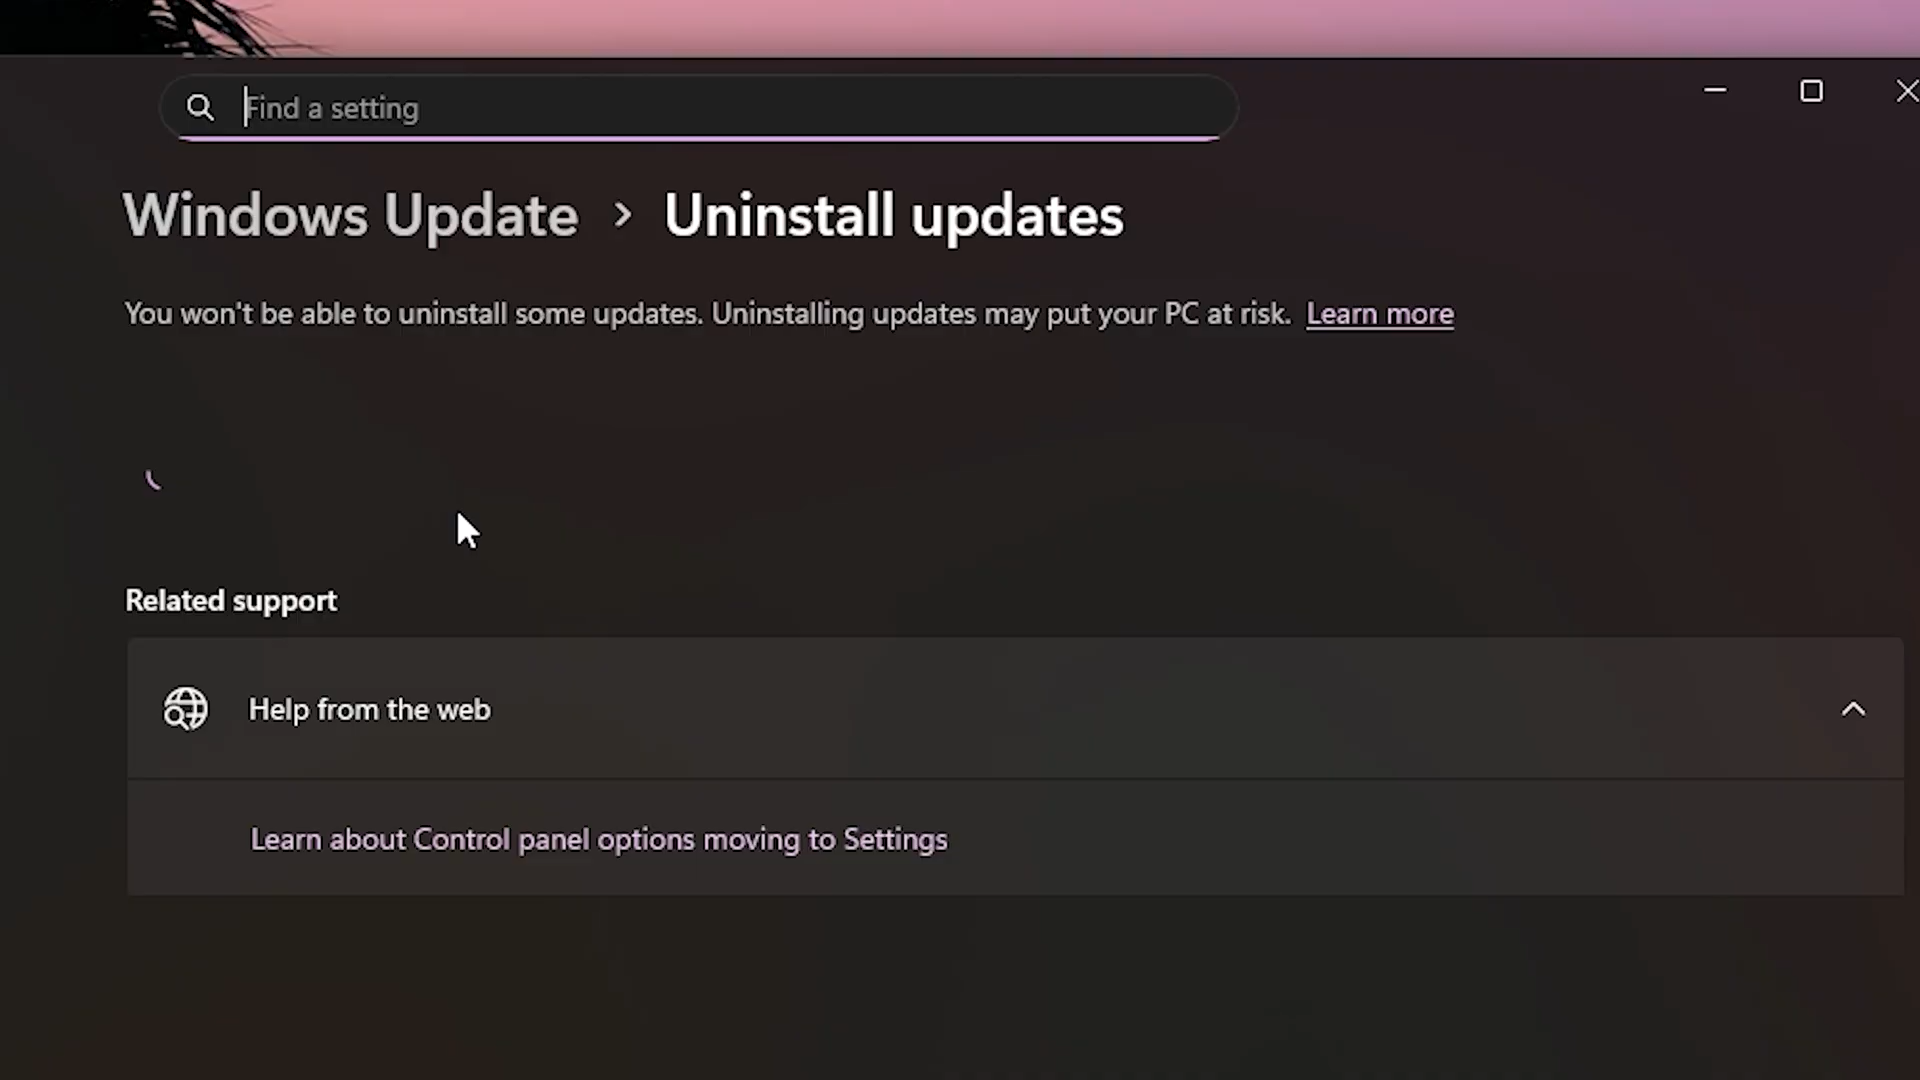 Find a setting
Windows Update > Uninstall updates
You won't be able to uninstall some updates. Uninstalling updates may put your PC at risk. Learn more
Related support
Help from the web
Learn about Control panel options moving to Settings